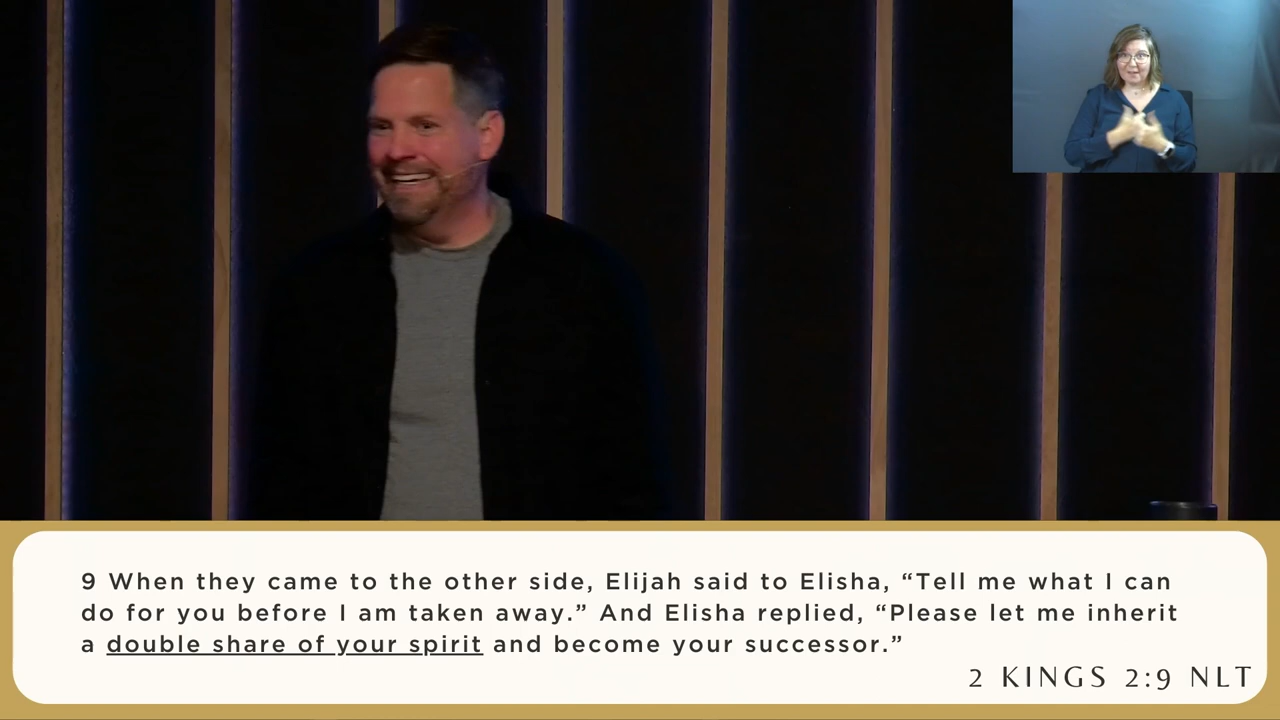 9 When they came to the other side, Elijah said to Elisha, “Tell me what I can
do for you before I am taken away.” And Elisha replied, “Please let me inherit
a double share of your spirit and become your successor.”
2 KINGS 2:9 NLT